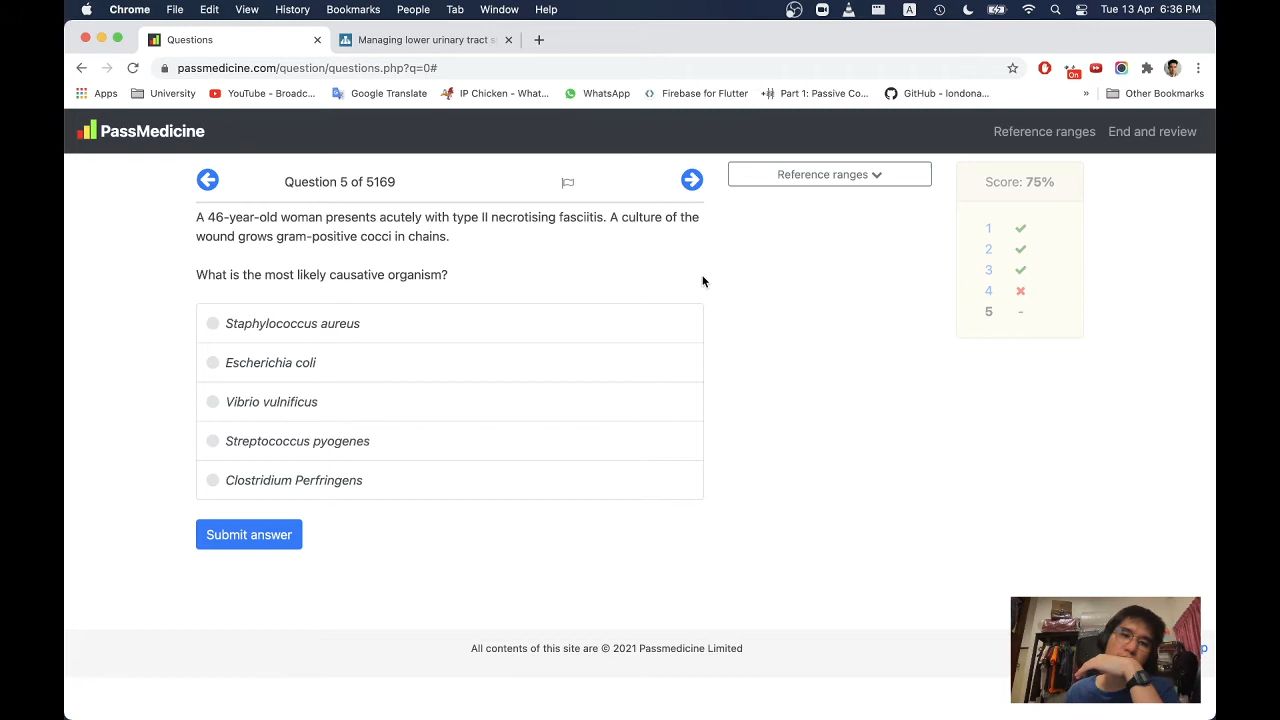 Chrome File Edit View History Bookmarks People Tab Window Help
A
Tue 13 Apr 6:36 PM
Questions
Managing lower urinary tract s
passmedicine.com/question/questions.php?q=0#
On
Apps University YouTube - Broadc... Google Translate IP Chicken - What... WhatsApp Firebase for Flutter Part 1: Passive Co... GitHub - londona... » Other Bookmarks
PassMedicine
Reference ranges End and review
Question 5 of 5169
Reference ranges
Score: 75%
1
2
3
4
5 -
A 46-year-old woman presents acutely with type II necrotising fasciitis. A culture of the
wound grows gram-positive cocci in chains.
What is the most likely causative organism?
Staphylococcus aureus
Escherichia coli
Vibrio vulnificus
Streptococcus pyogenes
Clostridium Perfringens
Submit answer
All contents of this site are © 2021 Passmedicine Limited